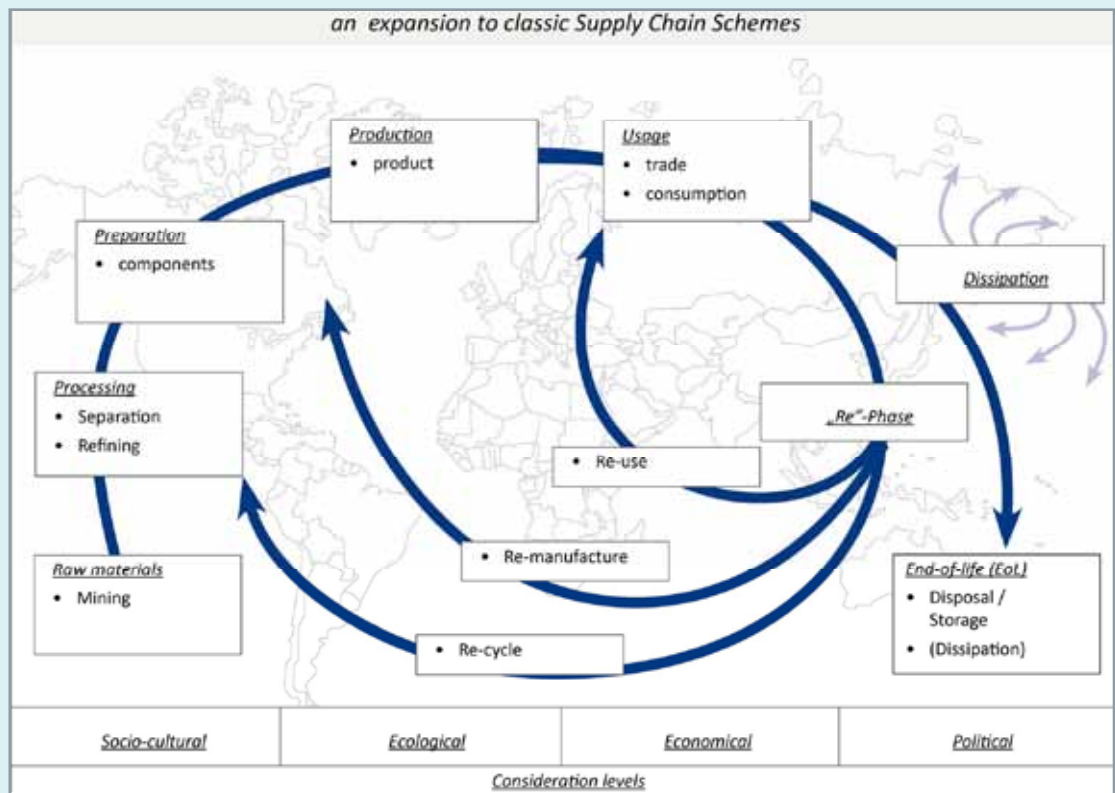 an expansion to classic Supply Chain Schemes
Production
• product
Usage
• trade
• consumption
Preparation
• components
Dissipation
Processing
• Separation
• Refining
„Re"-Phase
• Re-use
• Re-manufacture
Raw materials
• Mining
End-of-life (EoL)
• Disposal /
Storage
• (Dissipation)
• Re-cycle
Socio-cultural
Ecological
Economical
Political
Consideration levels